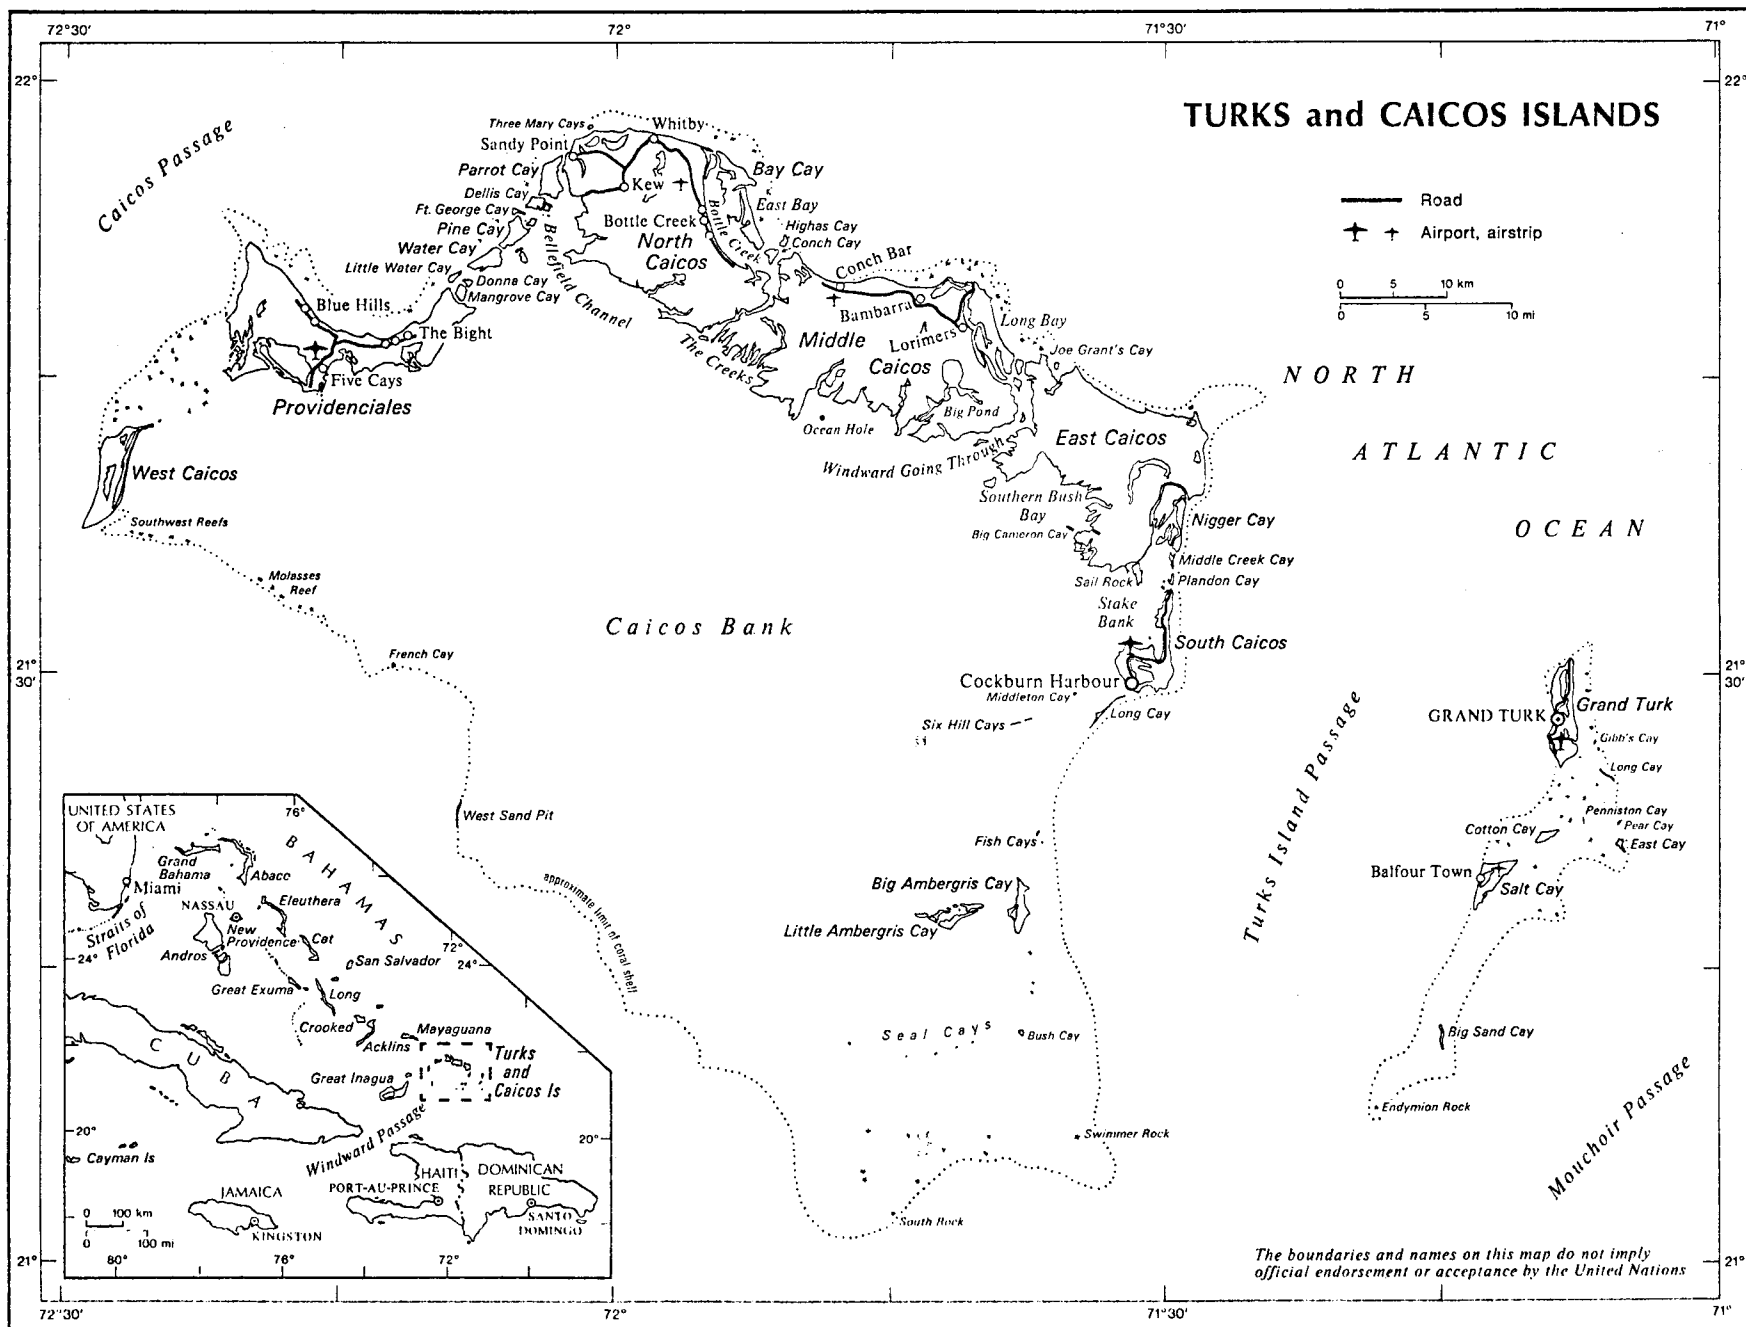 72°30'
72°
71°30'
71°
22°
22°
TURKS and CAICOS ISLANDS
Road
Airport, airstrip
0 5 10 km
0 5 10 mi
Caicos Passage
Three Mary Cays
Whitby
Sandy Point
Parrot Cay
Kew
Bay Cay
Dellis Cay
Ft. George Cay
East Bay
Pine Cay
Bottle Creek
Bottle Creek
Highas Cay
Water Cay
North
Caicos
Conch Cay
Little Water Cay
Bellefield Channel
Conch Bar
Donna Cay
Mangrove Cay
Blue Hills
Bambarra
The Bight
Middle
Caicos
Lorimers
Long Bay
The Creeks
Joe Grant's Cay
Five Cays
Providenciales
Big Pond
Ocean Hole
East Caicos
NORTH
ATLANTIC
OCEAN
Windward Going Through
West Caicos
Southern Bush
Bay
Southwest Reefs
Nigger Cay
Big Cameron Cay
Middle Creek Cay
Molasses
Reef
Sail Rock
Plandon Cay
Stake
Bank
Caicos Bank
South Caicos
French Cay
21°
30'
21°
30'
Cockburn Harbour
Middleton Cay
Long Cay
Six Hill Cays
GRAND TURK
Grand Turk
Gibb's Cay
Long Cay
Turks Island Passage
Penniston Cay
Pear Cay
Cotton Cay
East Cay
Balfour Town
Salt Cay
West Sand Pit
Fish Cays
approximate limit of coral shelf
Big Ambergris Cay
Little Ambergris Cay
Seal Cays
Bush Cay
Big Sand Cay
Endymion Rock
Mouchoir Passage
Swimmer Rock
South Rock
UNITED STATES
OF AMERICA
76°
BAHAMAS
Grand
Bahama
Abaco
Miami
NASSAU
Eleuthera
Straits of
Florida
New
Providence
Cat
72°
24°
Andros
San Salvador
24°
Great Exuma
Long
Crooked
Acklins
Mayaguana
CUBA
Great Inagua
Turks
and
Caicos Is
Windward Passage
20°
20°
Cayman Is
HAITI
DOMINICAN
REPUBLIC
JAMAICA
PORT-AU-PRINCE
KINGSTON
SANTO
DOMINGO
0 100 km
0 100 mi
80°
76°
72°
The boundaries and names on this map do not imply
official endorsement or acceptance by the United Nations
21°
21°
72°30'
72°
71°30'
71°